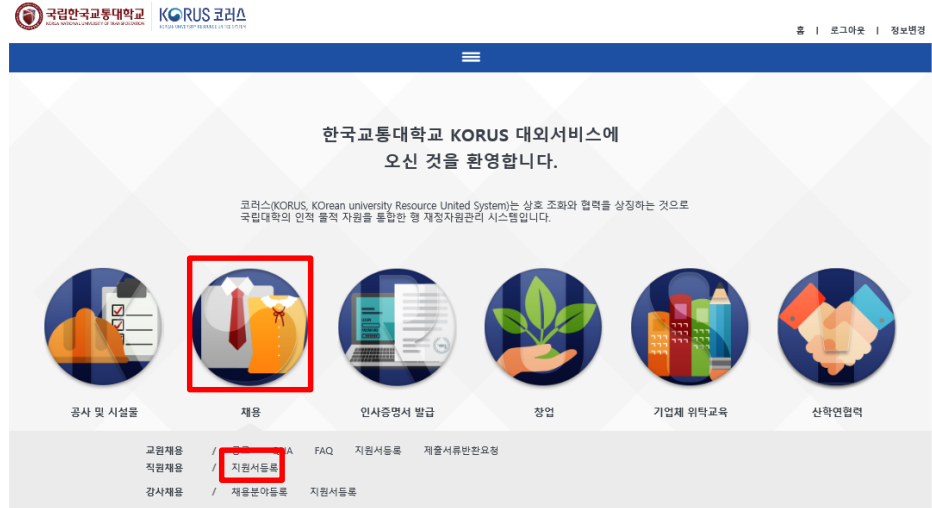 국립한국교통대학교
KOREA NATIONAL UNIVERSITY OF TRANSPORTATION
KORUS 코러스
홈 | 로그아웃 | 정보변경
한국교통대학교 KORUS 대외서비스에
오신 것을 환영합니다.
코러스(KORUS, KOrean university Resource United System)는 상호 조화와 협력을 상징하는 것으로
국립대학의 인적 물적 자원을 통합한 행 재정자원관리 시스템입니다.
공사 및 시설물
채용
인사증명서 발급
창업
기업체 위탁교육
산학연협력
교원채용 / FAQ 지원서등록 제출서류반환요청
직원채용 / 지원서등록
강사채용 / 채용분야등록 지원서등록